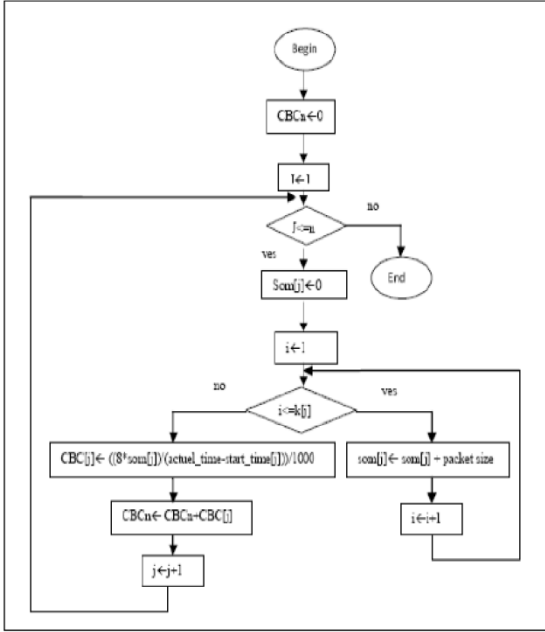 Begin
CBCn←0
J←1
J<=n
no
yes
End
Som[j]←0
i←1
i<=k[j]
no
yes
CBC[j]← ((8*som[j])/(actuel_time-start_time[j]))/1000
som[j]← som[j] + packet size
CBCn← CBCn+CBC[j]
i←i+1
j←j+1